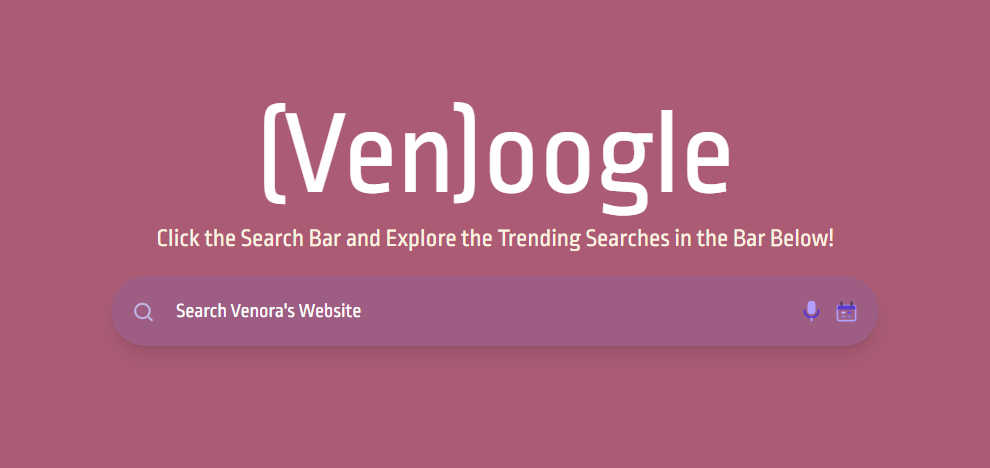 (Ven)oogle
Click the Search Bar and Explore the Trending Searches in the Bar Below!
Search Venora's Website